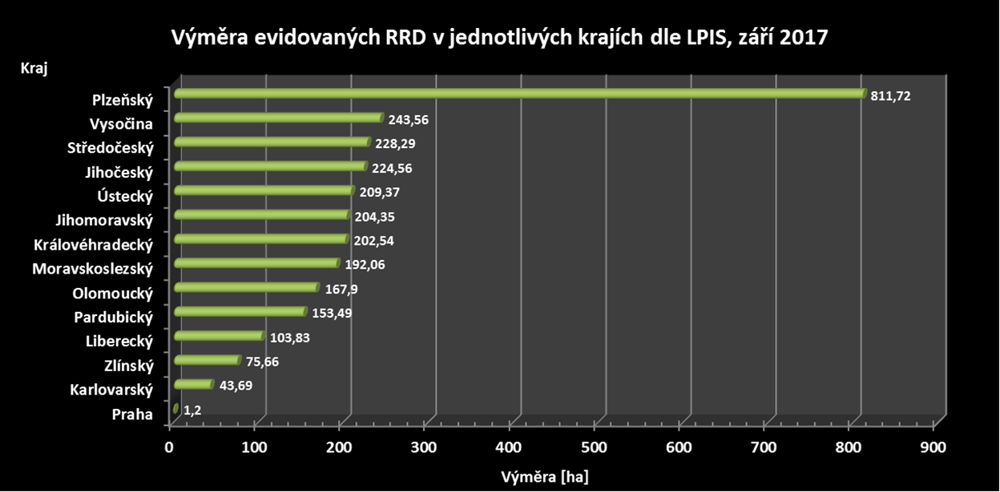 Výměra evidovaných RRD v jednotlivých krajích dle LPIS, září 2017
Kraj
Plzeňský 811,72
Vysočina 243,56
Středočeský 228,29
Jihočeský 224,56
Ústecký 209,37
Jihomoravský 204,35
Královéhradecký 202,54
Moravskoslezský 192,06
Olomoucký 167,9
Pardubický 153,49
Liberecký 103,83
Zlínský 75,66
Karlovarský 43,69
Praha 1,2
0 100 200 300 400 500 600 700 800 900
Výměra [ha]